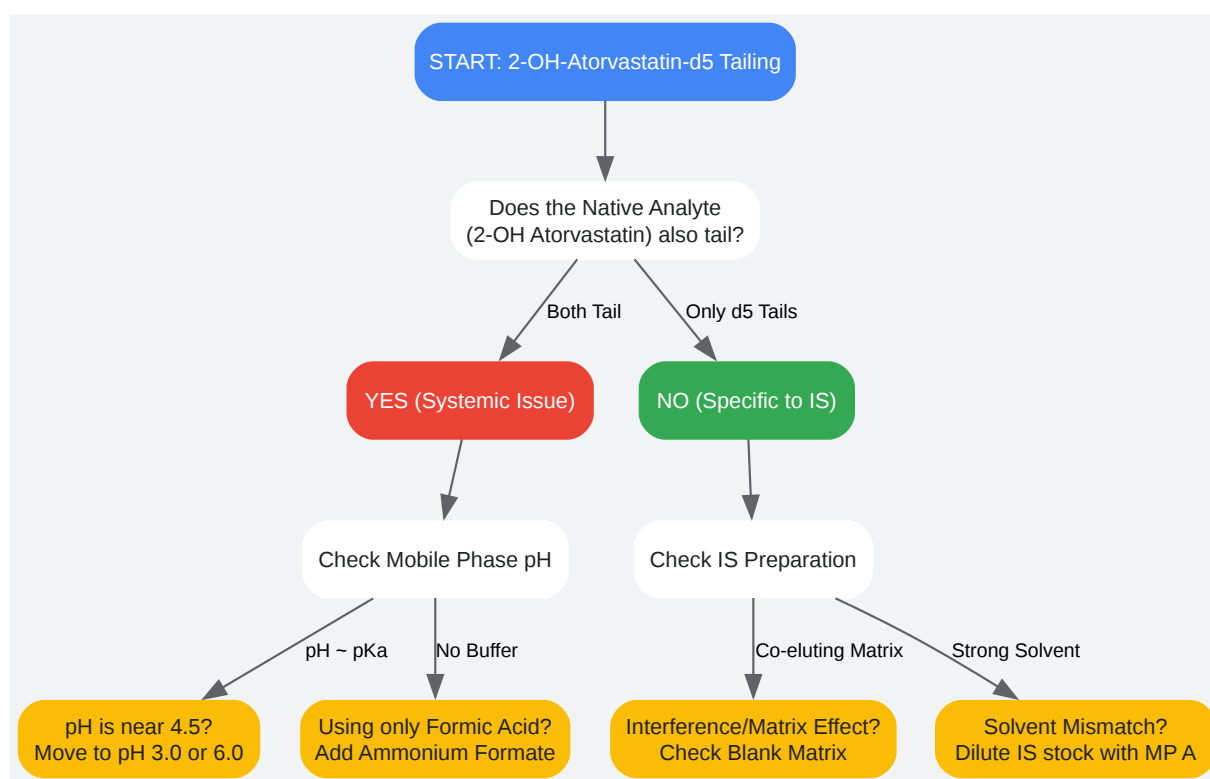 START: 2-OH-Atorvastatin-d5 Tailing
Does the Native Analyte
(2-OH Atorvastatin) also tail?
Both Tail
Only d5 Tails
YES (Systemic Issue)
NO (Specific to IS)
Check Mobile Phase pH
Check IS Preparation
pH ~ pKa
No Buffer
Co-eluting Matrix
Strong Solvent
pH is near 4.5?
Move to pH 3.0 or 6.0
Using only Formic Acid?
Add Ammonium Formate
Interference/Matrix Effect?
Check Blank Matrix
Solvent Mismatch?
Dilute IS stock with MP A